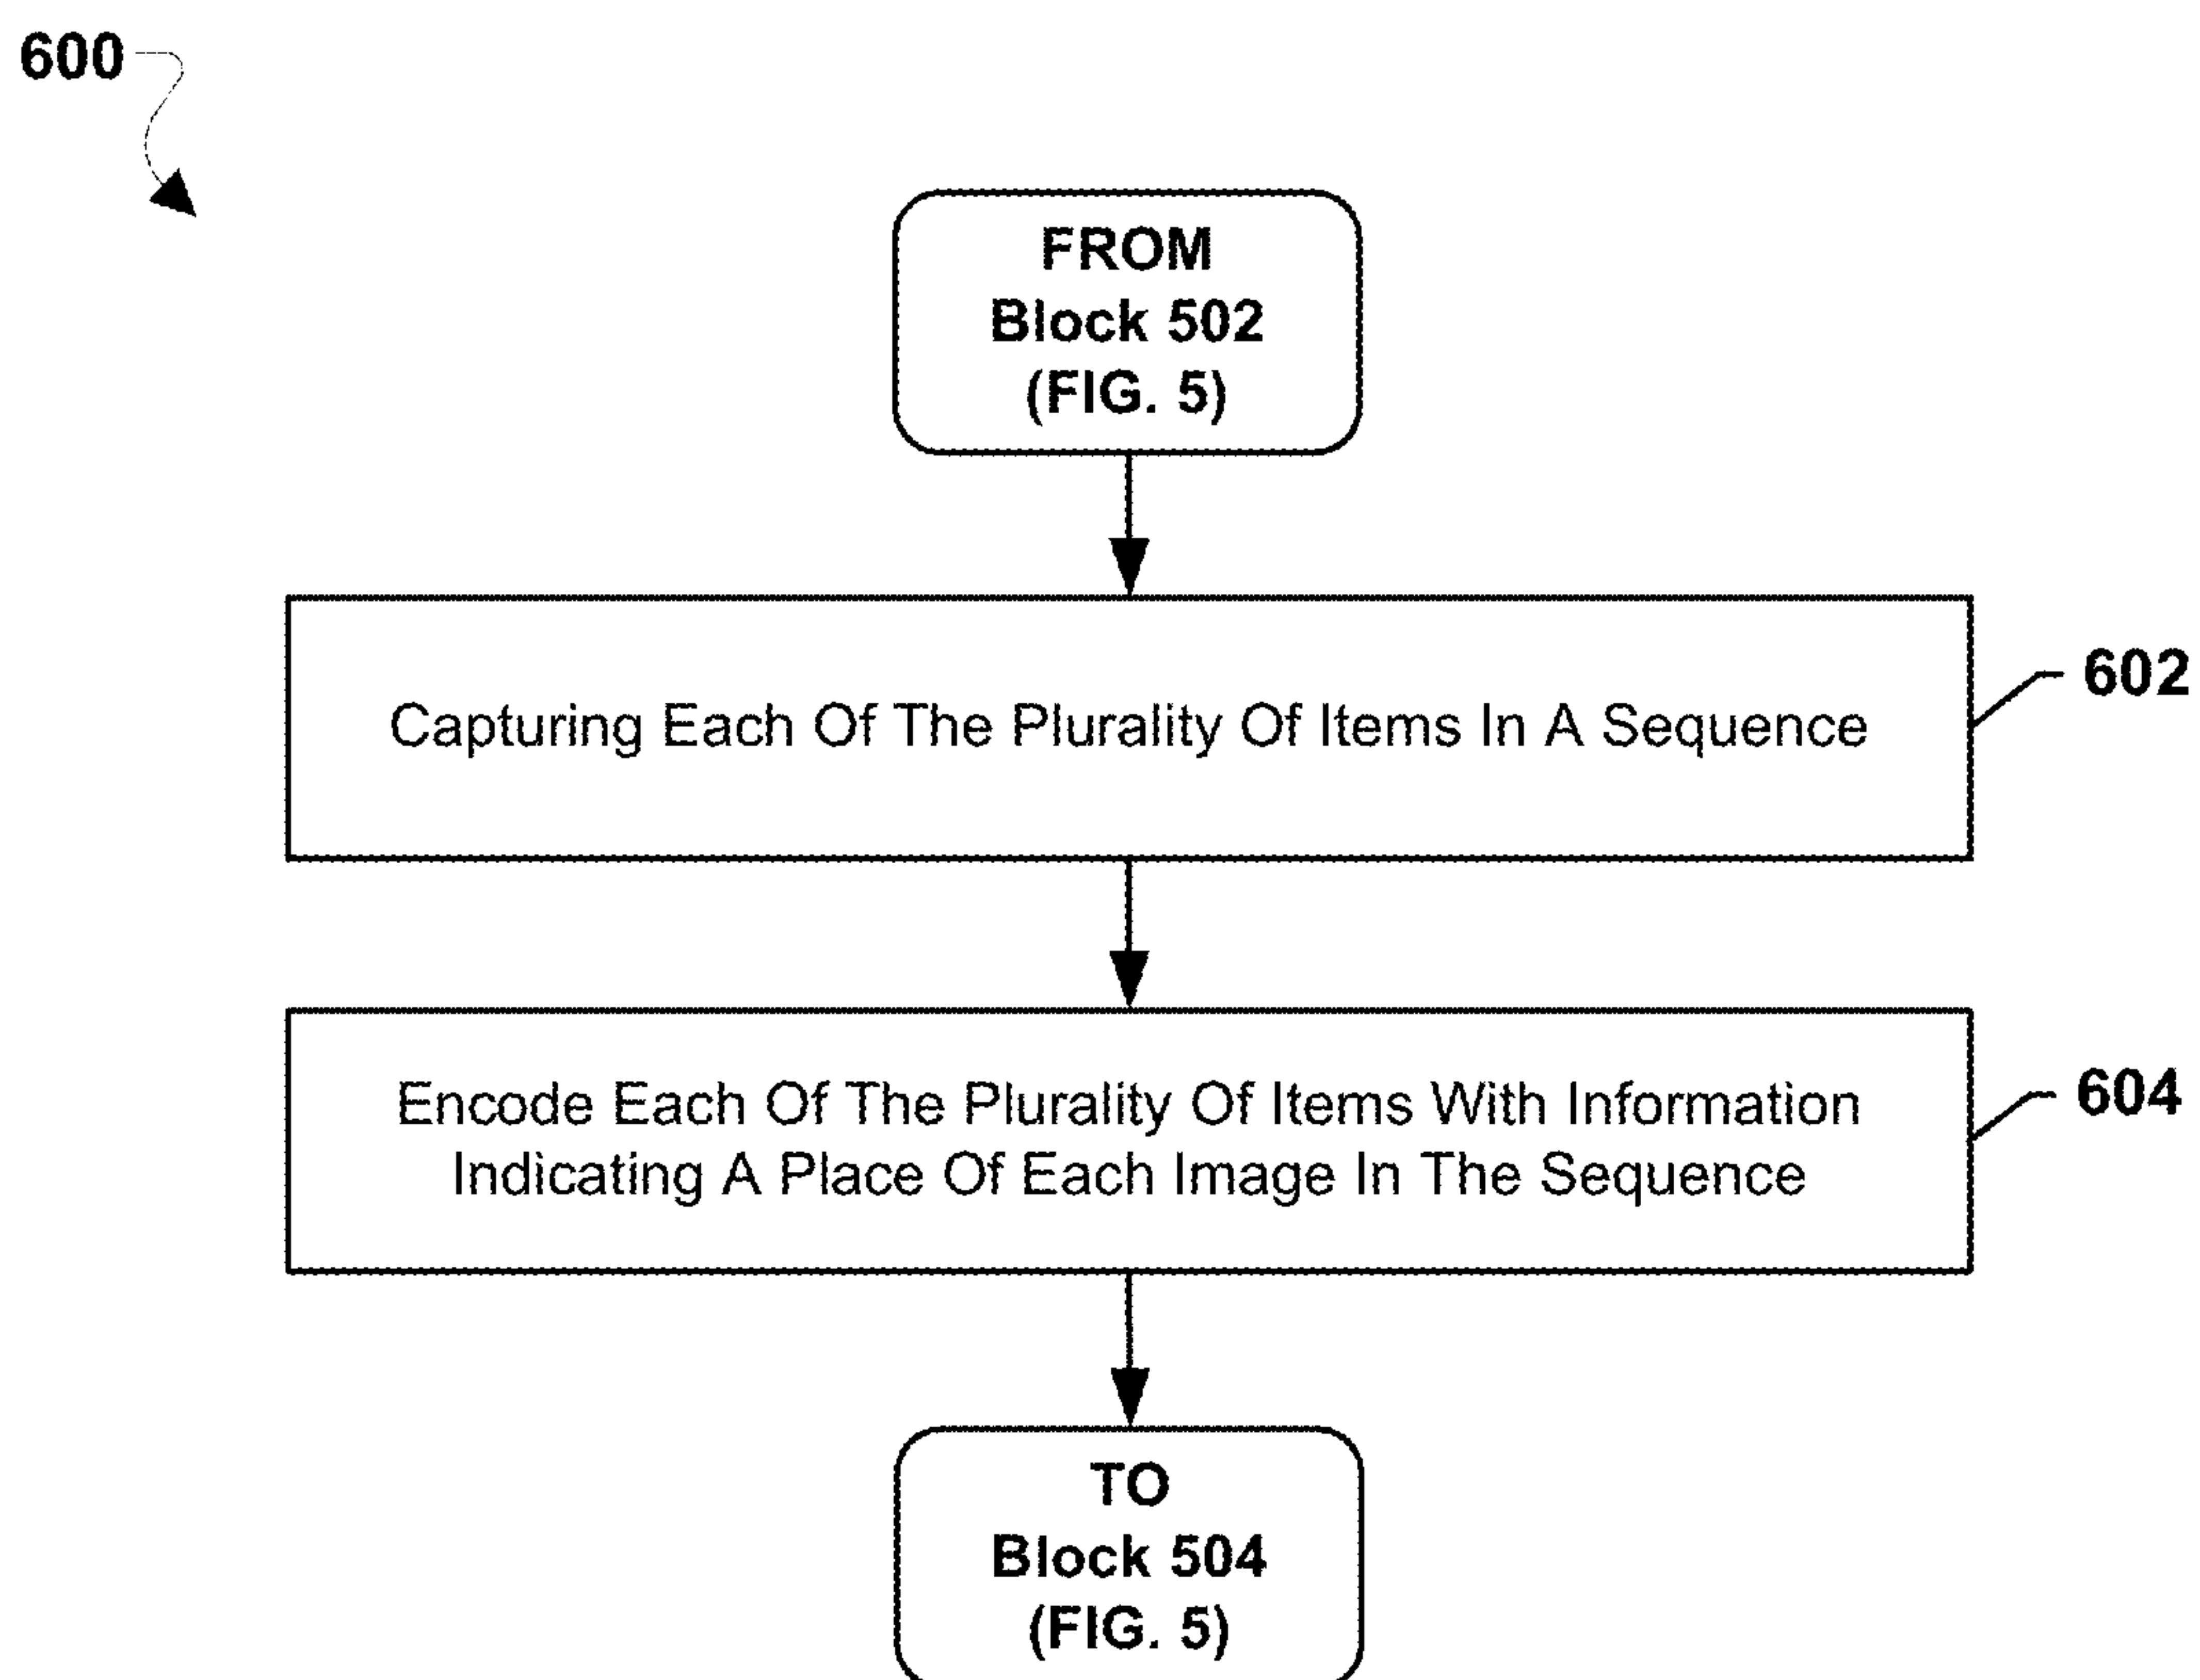 600
FROM
Block 502
(FIG. 5)
Capturing Each Of The Plurality Of Items In A Sequence
602
Encode Each Of The Plurality Of Items With Information
Indicating A Place Of Each Image In The Sequence
604
TO
Block 504
(FIG. 5)